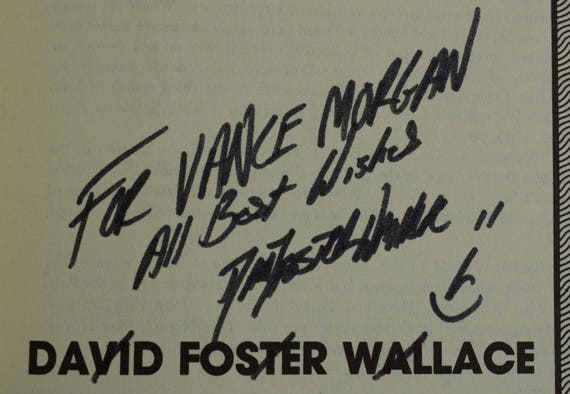 FOR VANCE MORGAN
All Best Wishes
DAVID FOSTER WALLACE